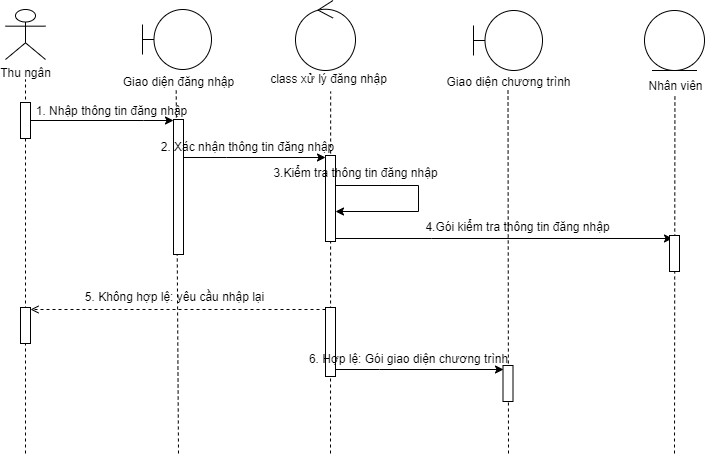 Thu ngân
Giao diện đăng nhập
class xử lý đăng nhập
Giao diện chương trình
Nhân viên
1. Nhập thông tin đăng nhập
2. Xác nhận thông tin đăng nhập
3.Kiểm tra thông tin đăng nhập
4.Gói kiểm tra thông tin đăng nhập
5. Không hợp lệ: yêu cầu nhập lại
6. Hợp lệ: Gói giao diện chương trình